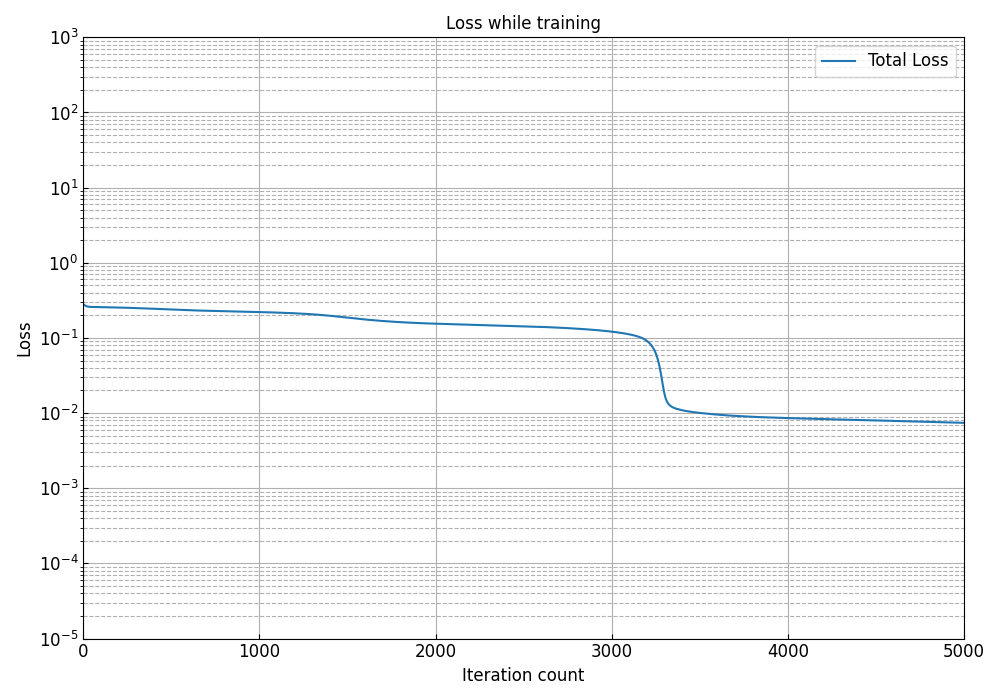 Loss while training
Total Loss
Loss
10³
10²
10¹
10⁰
10⁻¹
10⁻²
10⁻³
10⁻⁴
10⁻⁵
0 1000 2000 3000 4000 5000
Iteration count